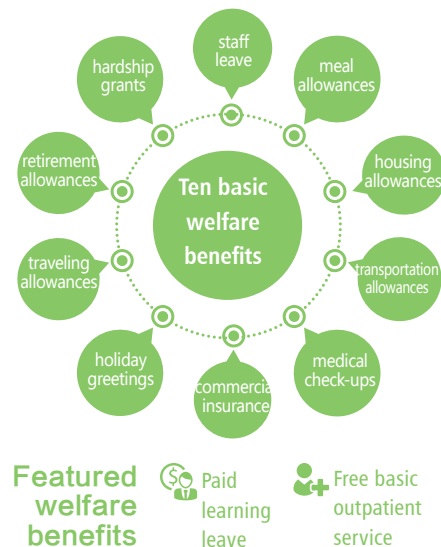 staff
leave
meal
allowances
housing
allowances
transportation
allowances
medical
check-ups
commercia
insurance
holiday
greetings
traveling
allowances
retirement
allowances
hardship
grants
Ten basic
welfare
benefits
Featured
welfare
benefits
$
Paid
learning
leave
Free basic
outpatient
service